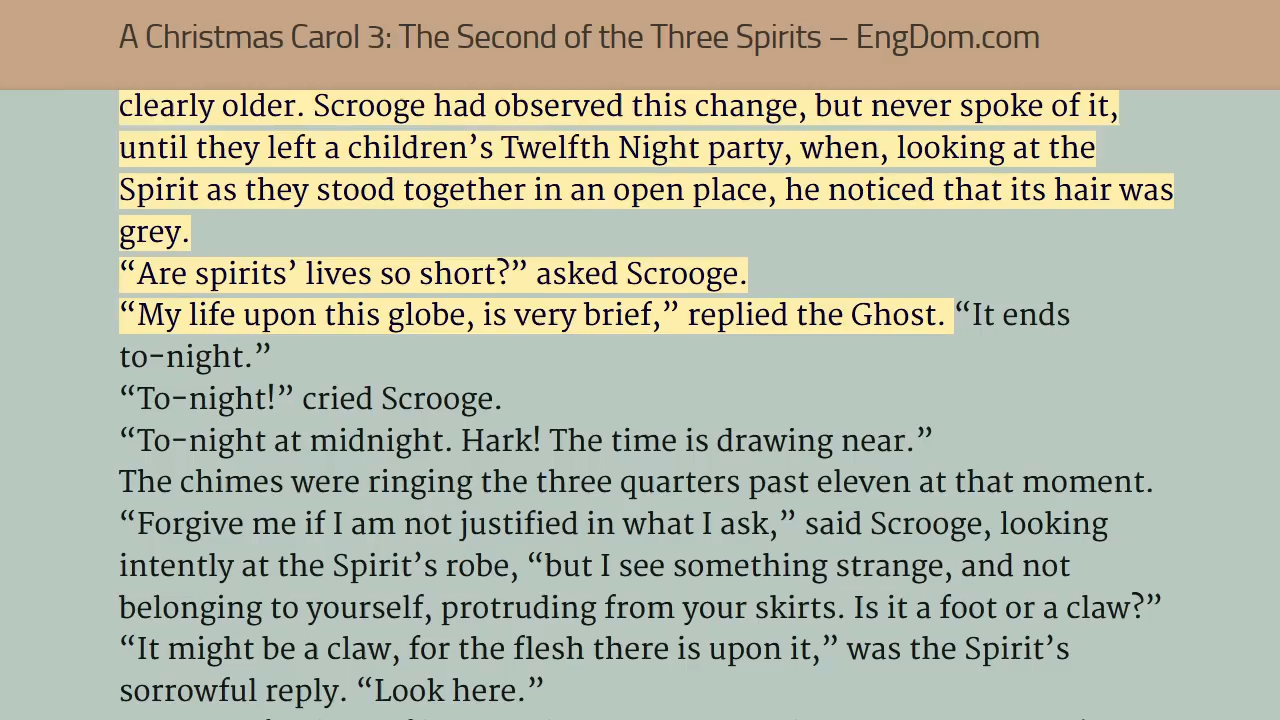 A Christmas Carol 3: The Second of the Three Spirits – EngDom.com
clearly older. Scrooge had observed this change, but never spoke of it,
until they left a children’s Twelfth Night party, when, looking at the
Spirit as they stood together in an open place, he noticed that its hair was
grey.
“Are spirits’ lives so short?” asked Scrooge.
“My life upon this globe, is very brief,” replied the Ghost. “It ends
to-night.”
“To-night!” cried Scrooge.
“To-night at midnight. Hark! The time is drawing near.”
The chimes were ringing the three quarters past eleven at that moment.
“Forgive me if I am not justified in what I ask,” said Scrooge, looking
intently at the Spirit’s robe, “but I see something strange, and not
belonging to yourself, protruding from your skirts. Is it a foot or a claw?”
“It might be a claw, for the flesh there is upon it,” was the Spirit’s
sorrowful reply. “Look here.”